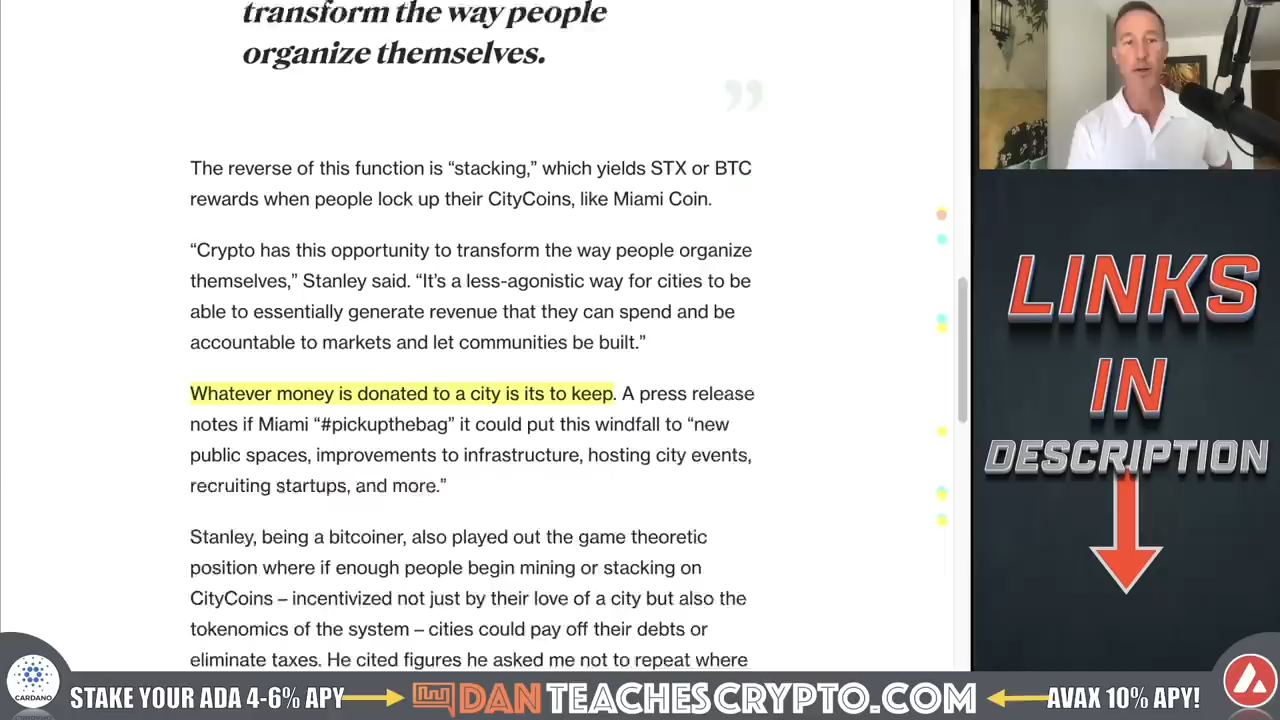 transform the way people
organize themselves.
”
The reverse of this function is “stacking,” which yields STX or BTC
rewards when people lock up their CityCoins, like Miami Coin.
“Crypto has this opportunity to transform the way people organize
themselves,” Stanley said. “It’s a less-agonistic way for cities to be
able to essentially generate revenue that they can spend and be
accountable to markets and let communities be built.”
Whatever money is donated to a city is its to keep. A press release
notes if Miami “#pickupthebag” it could put this windfall to “new
public spaces, improvements to infrastructure, hosting city events,
recruiting startups, and more.”
Stanley, being a bitcoiner, also played out the game theoretic
position where if enough people begin mining or stacking on
CityCoins – incentivized not just by their love of a city but also the
tokenomics of the system – cities could pay off their debts or
eliminate taxes. He cited figures he asked me not to repeat where
LINKS
IN
DESCRIPTION
CARDANO
STAKE YOUR ADA 4-6% APY
DANTEACHESCRYPTO.COM
AVAX 10% APY!